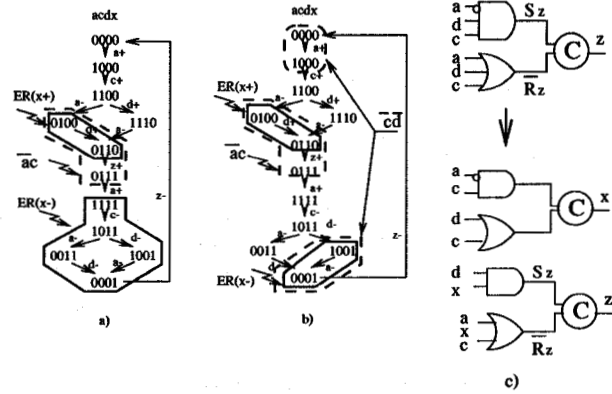 acdx
0000
a+
1000
c+
1100
ER(x+)
a-
d+
0100
d+
a-
1110
0110
z+
ac
0111
a+
ER(x-)
1111
c-
1011
a-
d-
0011
1001
d-
a-
0001
z-
a)
acdx
0000
a+
1000
c+
1100
ER(x+)
a-
d+
0100
d+
a-
1110
cd
0110
z+
ac
0111
a+
1111
c-
1011
a-
d-
0011
1001
d-
a-
ER(x-)
0001
z-
b)
a
d
c
Sz
C
z
a
d
c
Rz
a
c
C
x
d
c
d
x
Sz
C
z
a
x
c
Rz
c)